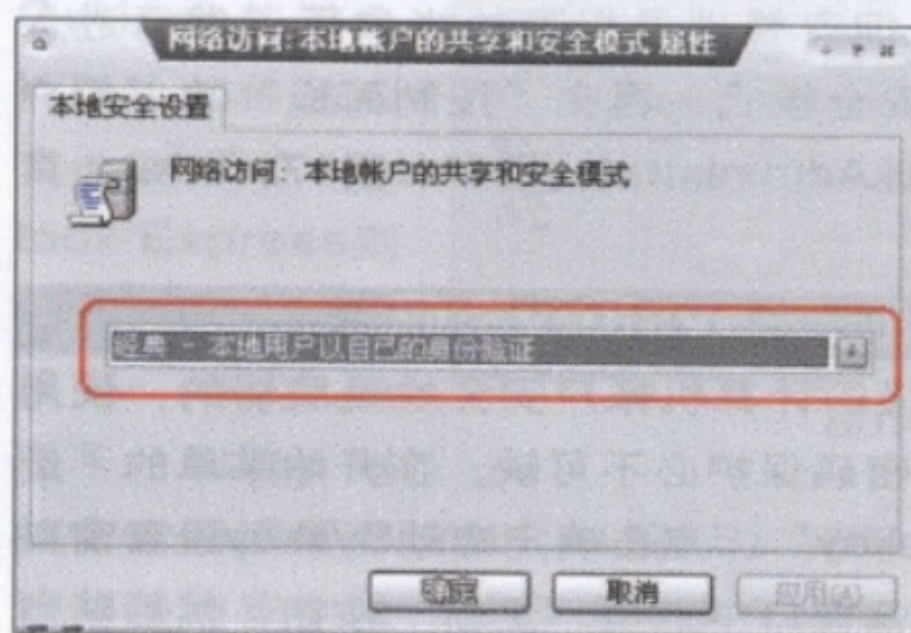 网络访问: 本地帐户的共享和安全模式 属性
本地安全设置
网络访问: 本地帐户的共享和安全模式
经典 - 本地用户以自己的身份验证
确定
取消
应用(A)